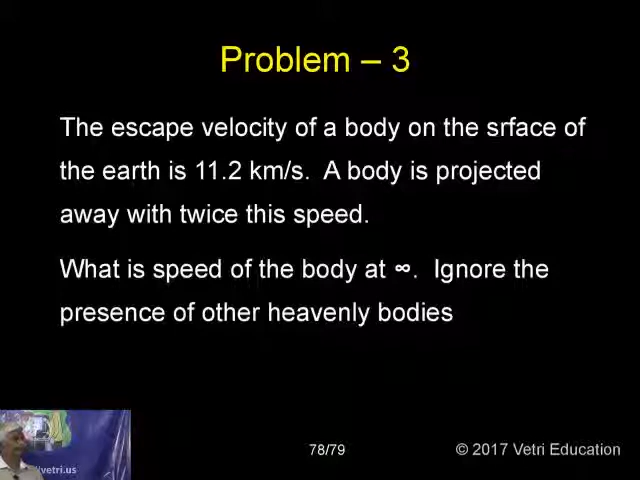 Problem – 3
The escape velocity of a body on the srface of
the earth is 11.2 km/s. A body is projected
away with twice this speed.
What is speed of the body at ∞. Ignore the
presence of other heavenly bodies
vetri.us
78/79
© 2017 Vetri Education